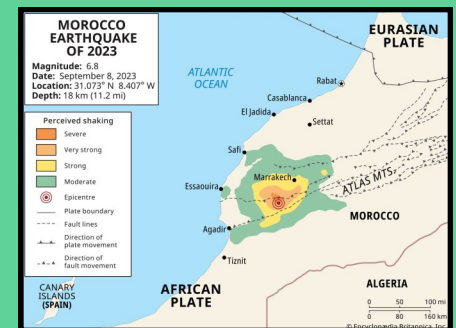 MOROCCO
EARTHQUAKE
OF 2023
Magnitude: 6.8
Date: September 8, 2023
Location: 31.073° N 8.407° W
Depth: 18 km (11.2 mi)
Perceived shaking
Severe
Very strong
Strong
Moderate
Epicentre
Plate boundary
Fault lines
Direction of
plate movement
Direction of
fault movement
EURASIAN
PLATE
ATLANTIC
OCEAN
Rabat
Casablanca
El Jadida
Settat
Safi
Marrakech
Essaouira
ATLAS MTS.
MOROCCO
Agadir
Tiznit
CANARY
ISLANDS
(SPAIN)
AFRICAN
PLATE
ALGERIA
0 50 100 mi
0 80 160 km
© Encyclopædia Britannica, Inc.